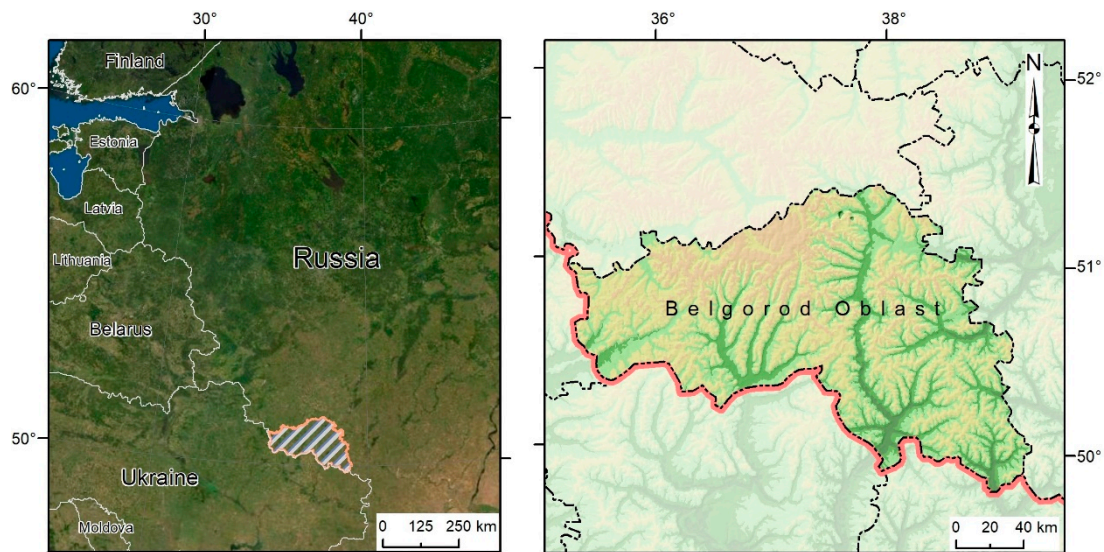 30°
40°
60°
50°
Finland
Estonia
Latvia
Lithuania
Russia
Belarus
Ukraine
Moldova
0 125 250 km
36°
38°
N
52°
51°
50°
Belgorod Oblast
0 20 40 km